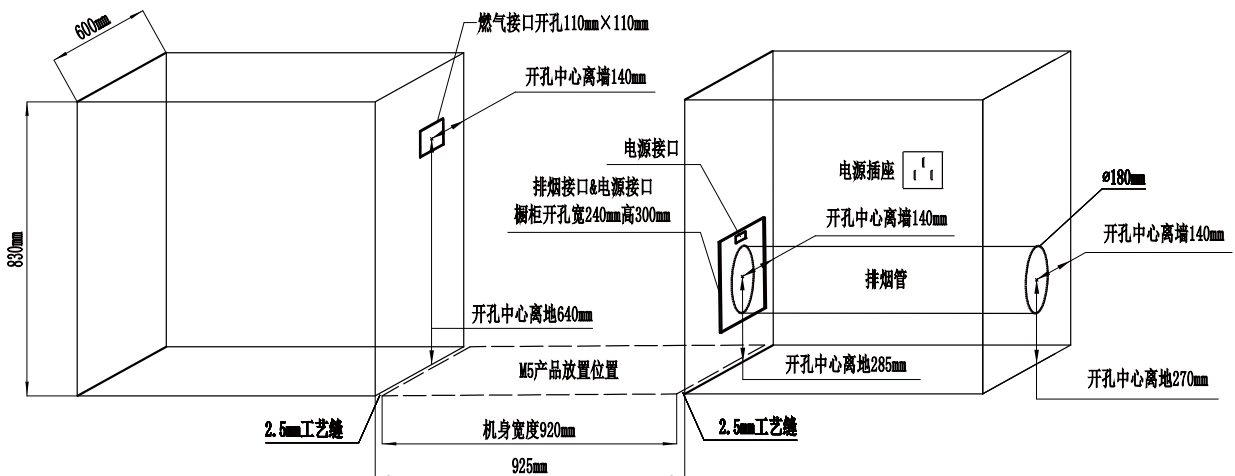 600mm
燃气接口开孔110mm×110mm
开孔中心离墙140mm
830mm
电源接口
排烟接口&电源接口
橱柜开孔宽240mm高300mm
电源插座
ø180mm
开孔中心离墙140mm
开孔中心离墙140mm
排烟管
开孔中心离地640mm
M5产品放置位置
开孔中心离地285mm
开孔中心离地270mm
2.5mm工艺缝
机身宽度920mm
2.5mm工艺缝
925mm